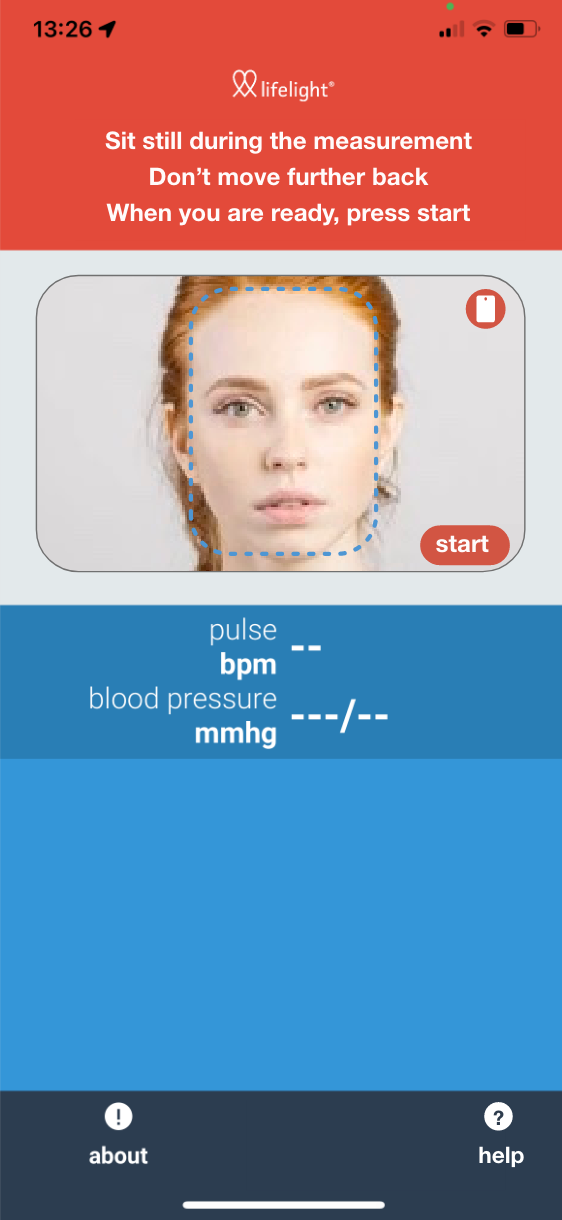 13:26
lifelight®
Sit still during the measurement
Don’t move further back
When you are ready, press start
start
pulse
bpm
--
blood pressure
mmhg
---/--
about
help